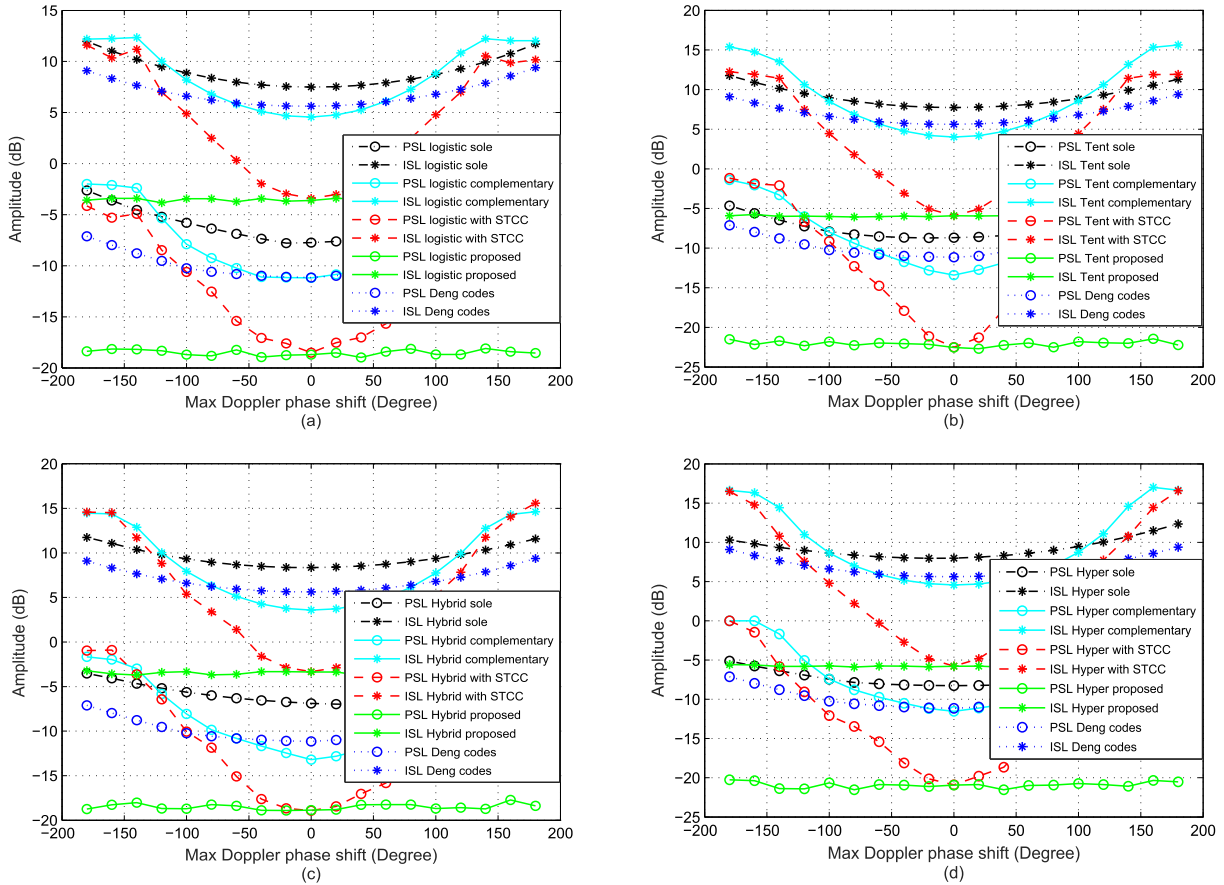 15
10
5
0
−5
−10
−15
−20
Amplitude (dB)
−200 −150 −100 −50 0 50 100 150 200
Max Doppler phase shift (Degree)
(a)
PSL logistic sole
ISL logistic sole
PSL logistic complementary
ISL logistic complementary
PSL logistic with STCC
ISL logistic with STCC
PSL logistic proposed
ISL logistic proposed
PSL Deng codes
ISL Deng codes
20
15
10
5
0
−5
−10
−15
−20
−25
Amplitude (dB)
−200 −150 −100 −50 0 50 100 150 200
Max Doppler phase shift (Degree)
(b)
PSL Tent sole
ISL Tent sole
PSL Tent complementary
ISL Tent complementary
PSL Tent with STCC
ISL Tent with STCC
PSL Tent proposed
ISL Tent proposed
PSL Deng codes
ISL Deng codes
20
15
10
5
0
−5
−10
−15
−20
Amplitude (dB)
−200 −150 −100 −50 0 50 100 150 200
Max Doppler phase shift (Degree)
(c)
PSL Hybrid sole
ISL Hybrid sole
PSL Hybrid complementary
ISL Hybrid complementary
PSL Hybrid with STCC
ISL Hybrid with STCC
PSL Hybrid proposed
ISL Hybrid proposed
PSL Deng codes
ISL Deng codes
20
15
10
5
0
−5
−10
−15
−20
−25
Amplitude (dB)
−200 −150 −100 −50 0 50 100 150 200
Max Doppler phase shift (Degree)
(d)
PSL Hyper sole
ISL Hyper sole
PSL Hyper complementary
ISL Hyper complementary
PSL Hyper with STCC
ISL Hyper with STCC
PSL Hyper proposed
ISL Hyper proposed
PSL Deng codes
ISL Deng codes